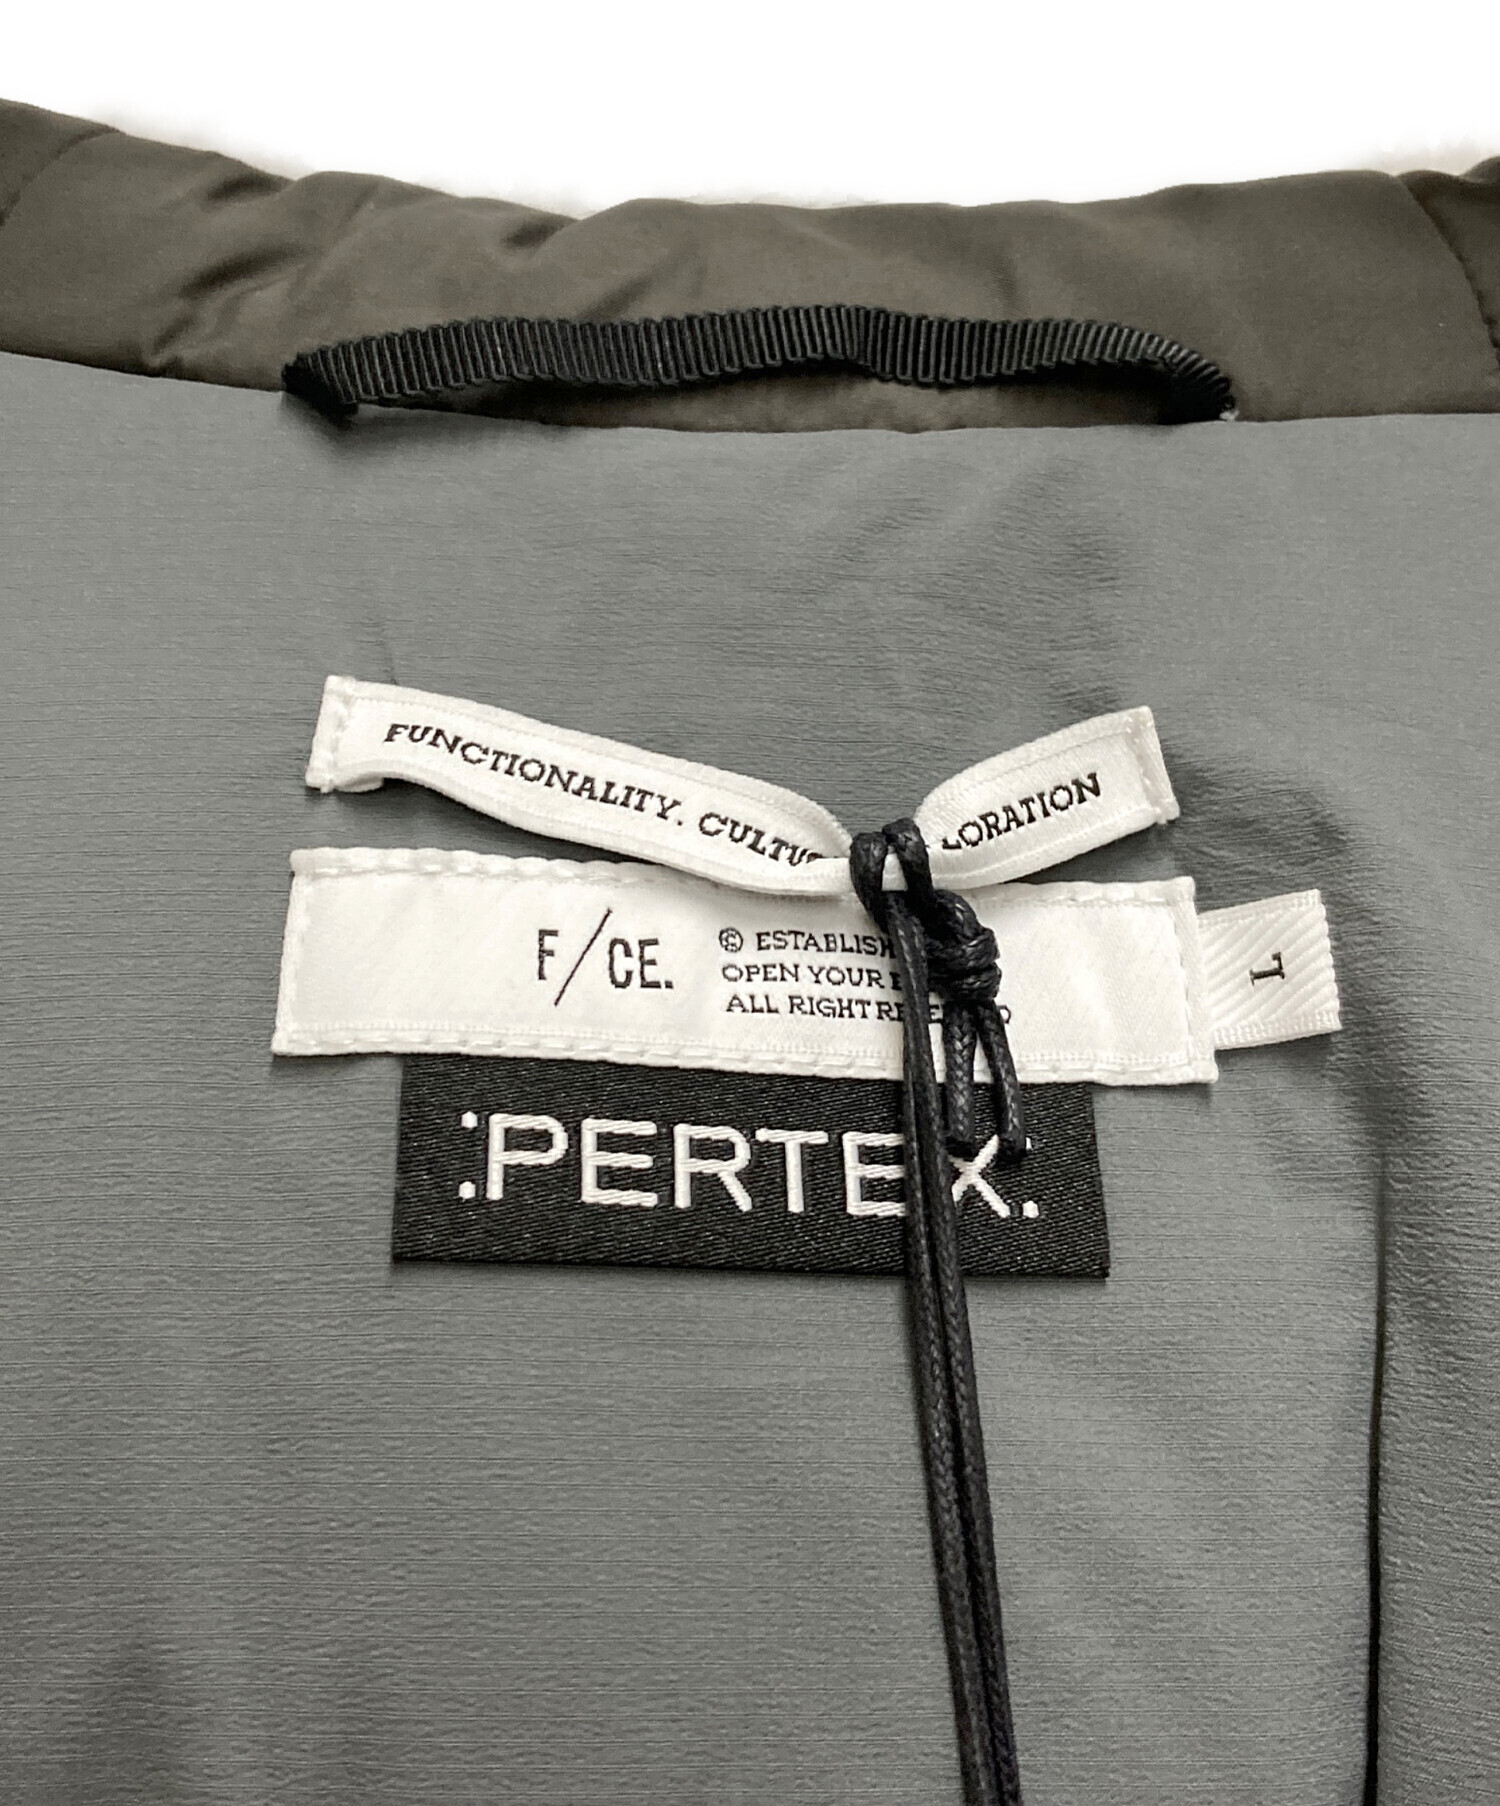 FUNCTIONALITY. CULTU LORATION
F/CE.
© ESTABLISH
OPEN YOUR
ALL RIGHT RE
L
:PERTEX.